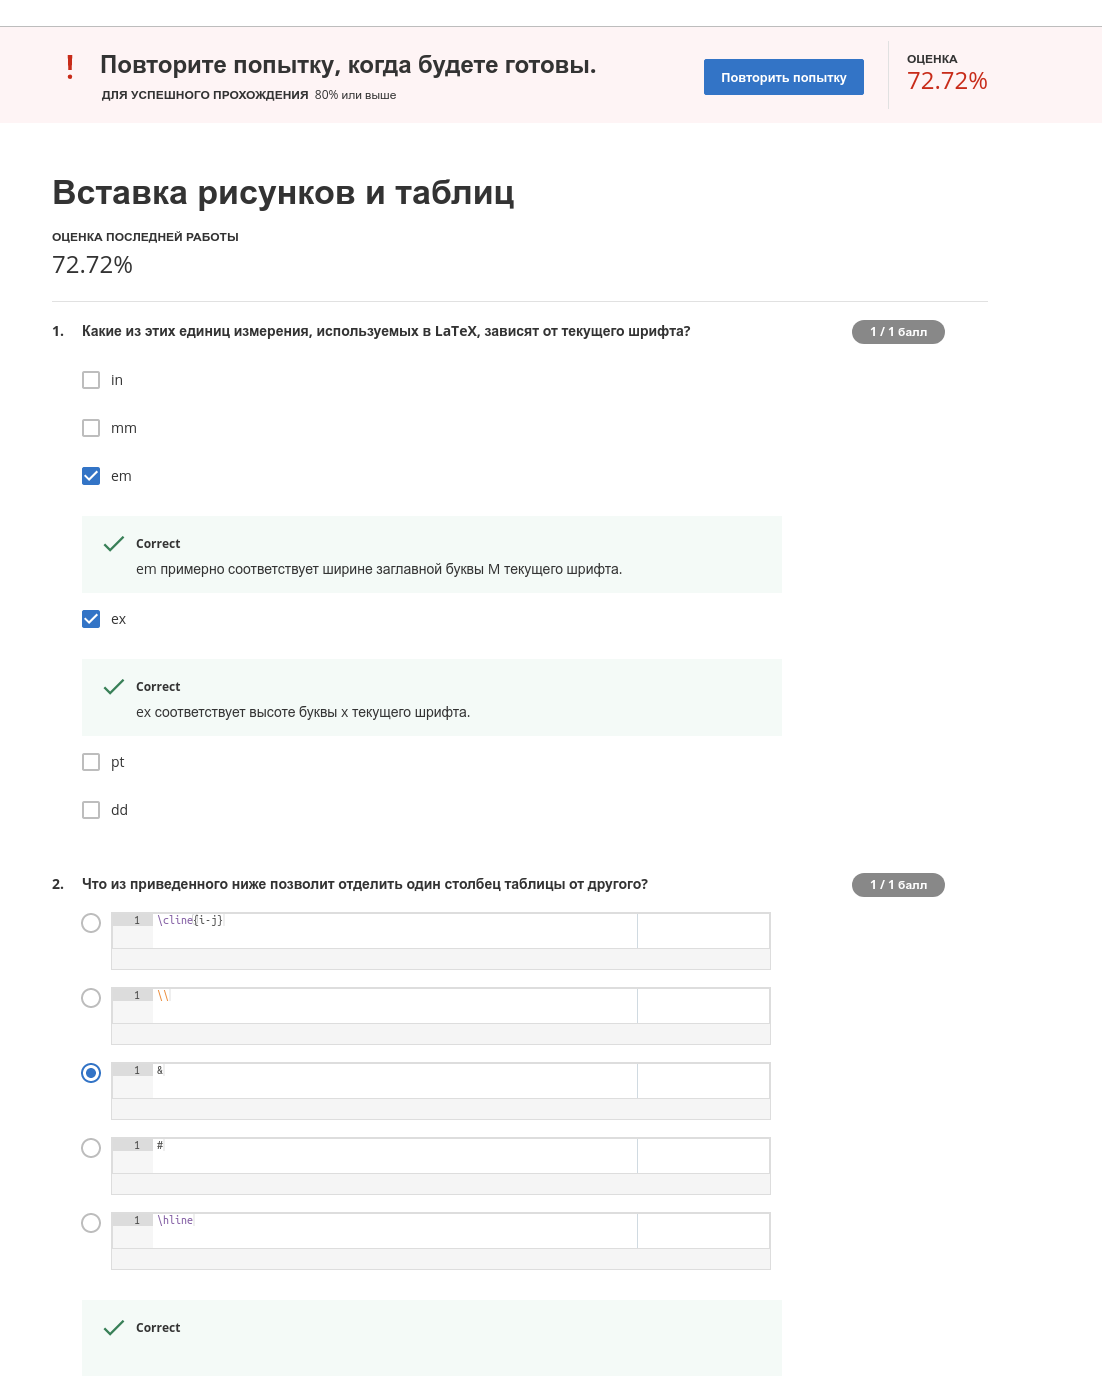 Повторите попытку, когда будете готовы.
ДЛЯ УСПЕШНОГО ПРОХОЖДЕНИЯ 80% или выше
Повторить попытку
ОЦЕНКА
72.72%
Вставка рисунков и таблиц
ОЦЕНКА ПОСЛЕДНЕЙ РАБОТЫ
72.72%
1. Какие из этих единиц измерения, используемых в LaTeX, зависят от текущего шрифта?
1 / 1 балл
in
mm
em
Correct
em примерно соответствует ширине заглавной буквы M текущего шрифта.
ex
Correct
ex соответствует высоте буквы x текущего шрифта.
pt
dd
2. Что из приведенного ниже позволит отделить один столбец таблицы от другого?
1 / 1 балл
1 \cline{i-j}
1 \\
1 &
1 #
1 \hline
Correct